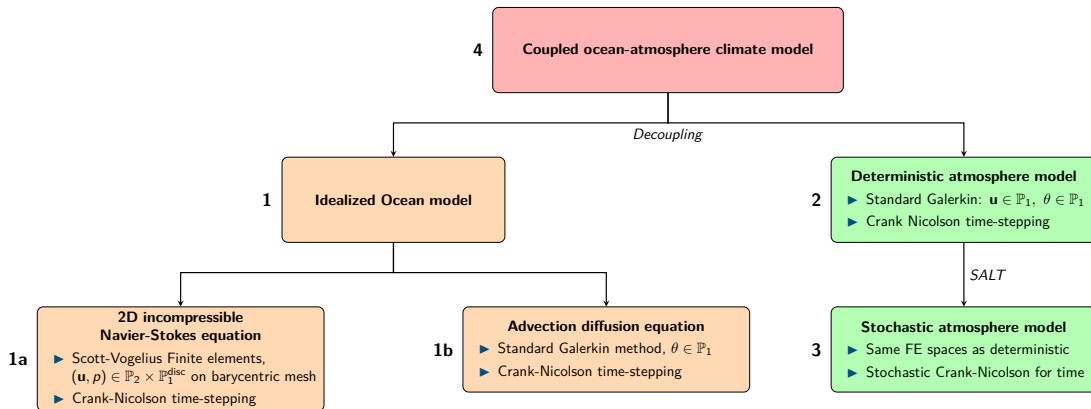 4
Coupled ocean-atmosphere climate model
Decoupling
1
Idealized Ocean model
2
Deterministic atmosphere model
► Standard Galerkin: u ∈ ℙ₁, θ ∈ ℙ₁
► Crank Nicolson time-stepping
SALT
1a
2D incompressible
Navier-Stokes equation
► Scott-Vogelius Finite elements,
(u, p) ∈ ℙ₂ × ℙ₁ᵈⁱˢᶜ on barycentric mesh
► Crank-Nicolson time-stepping
1b
Advection diffusion equation
► Standard Galerkin method, θ ∈ ℙ₁
► Crank-Nicolson time-stepping
3
Stochastic atmosphere model
► Same FE spaces as deterministic
► Stochastic Crank-Nicolson for time